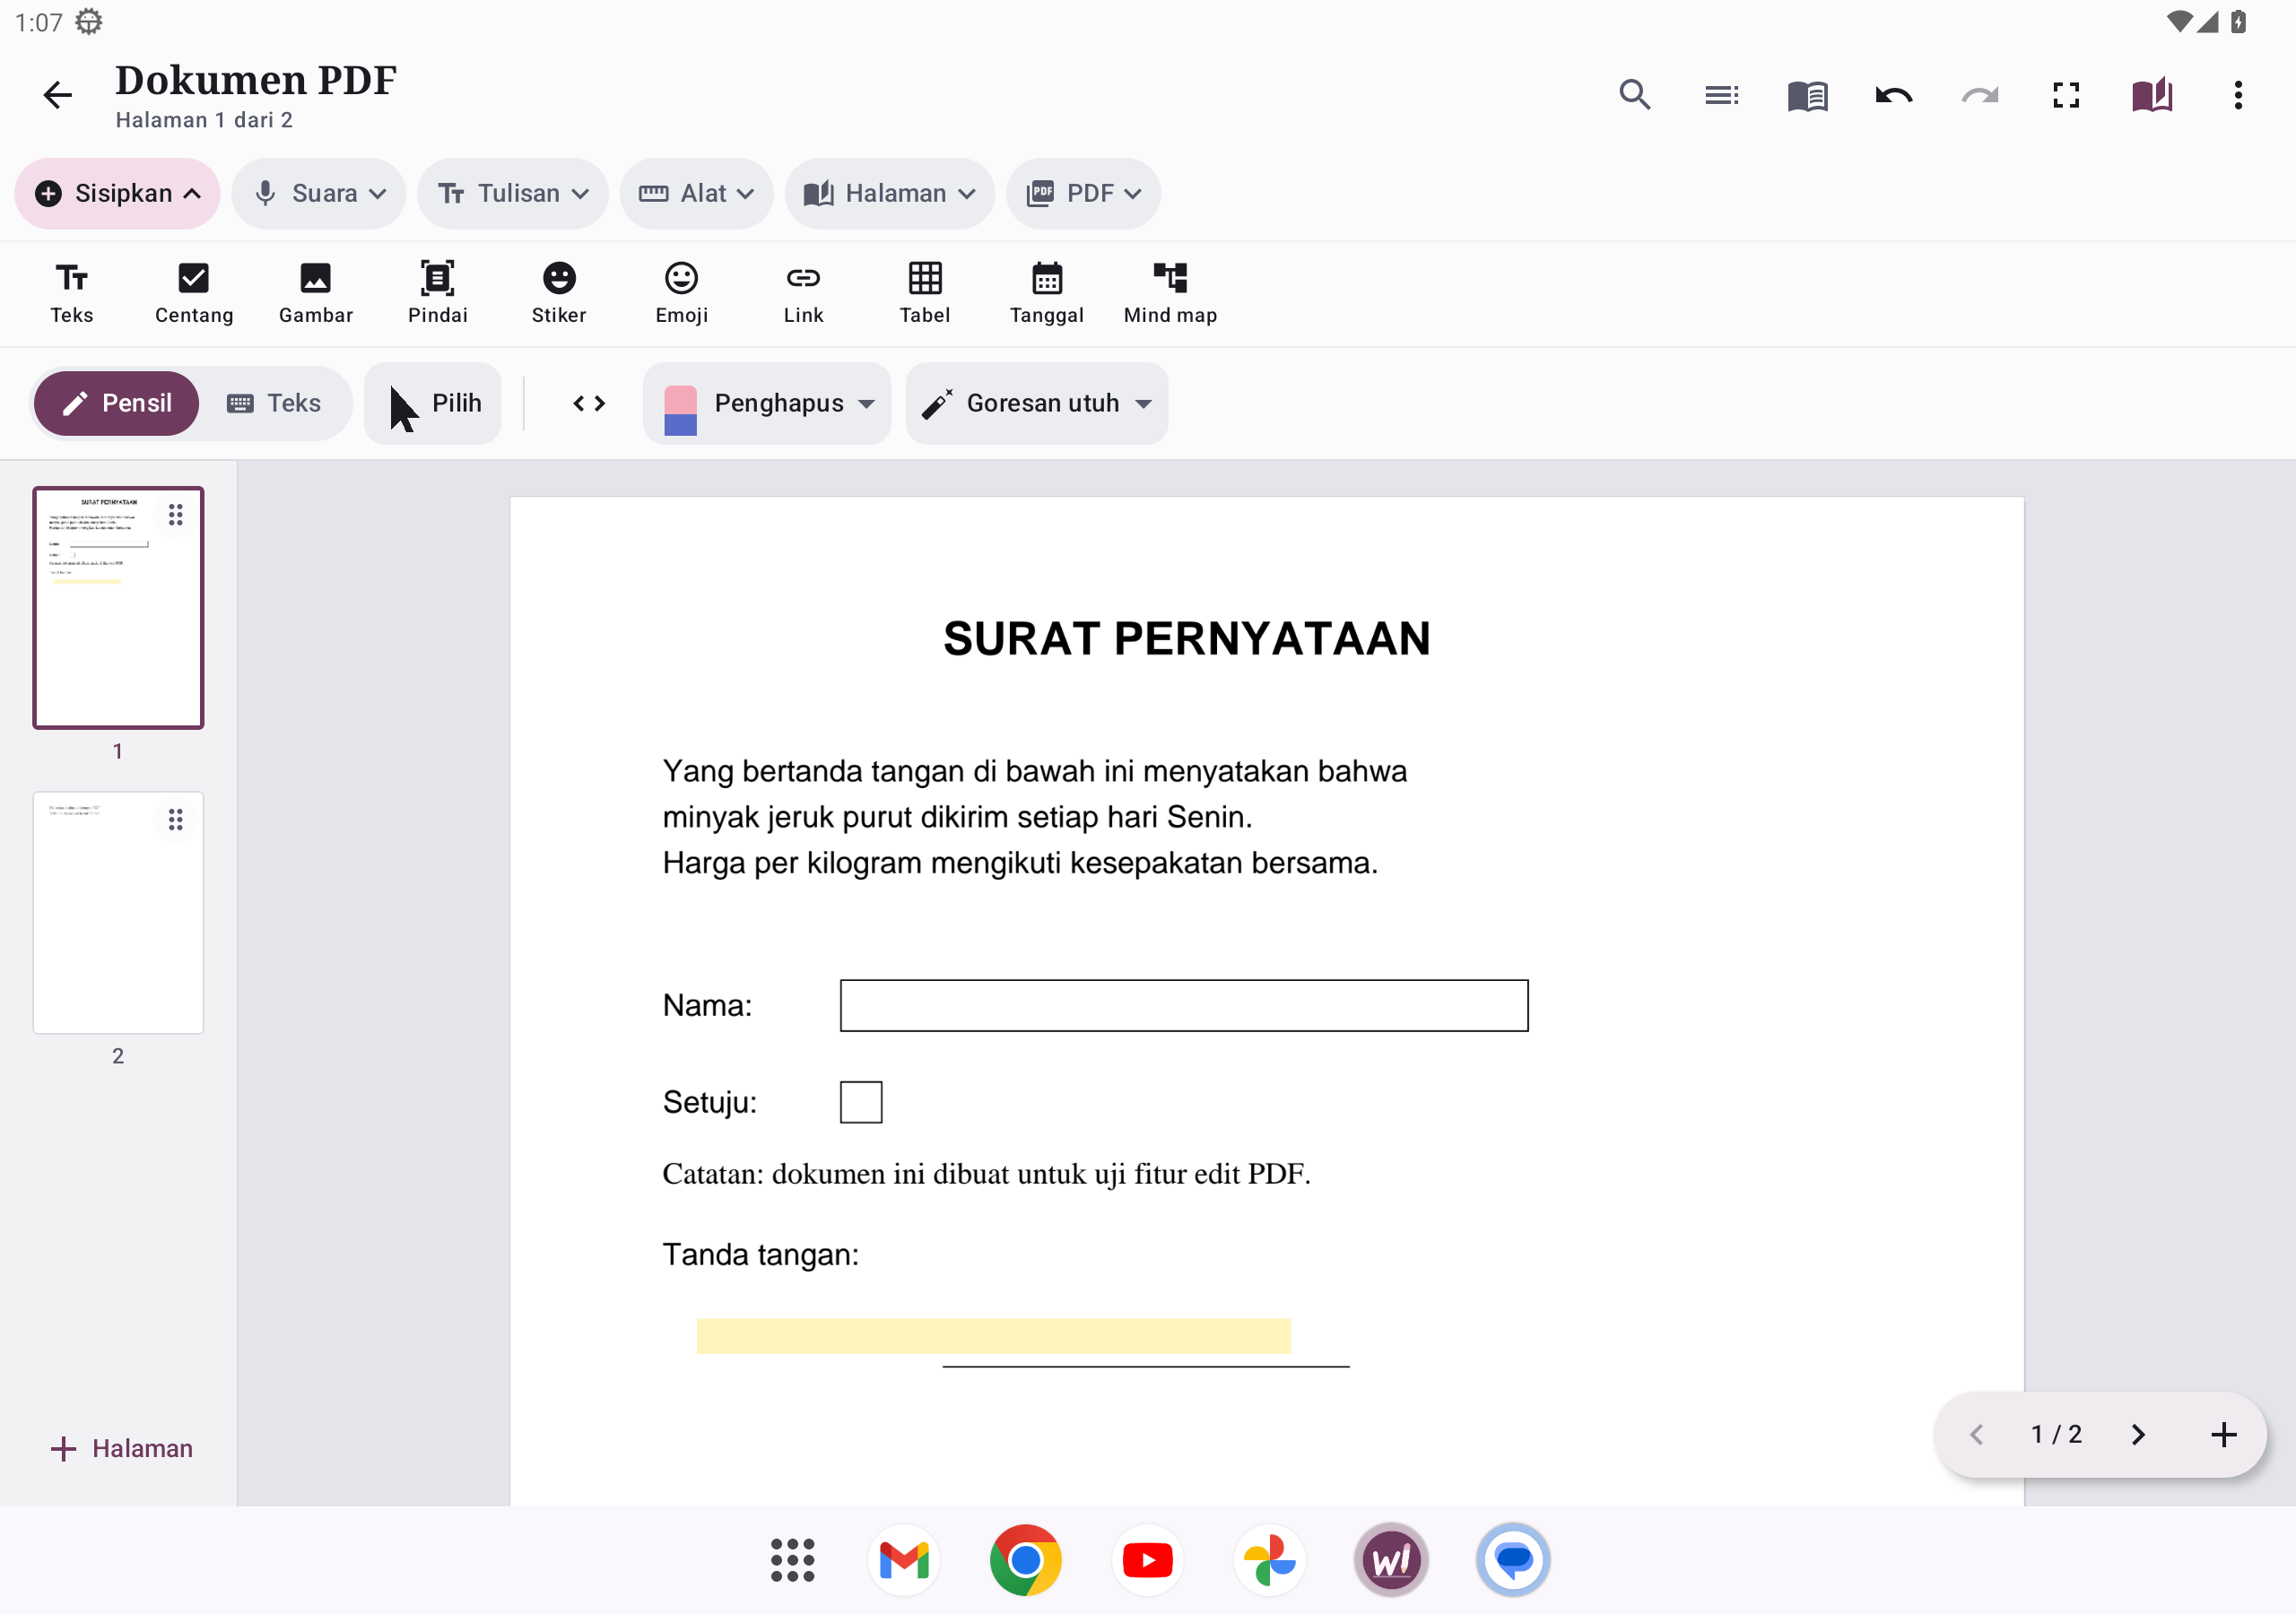 1:07
Dokumen PDF
Halaman 1 dari 2
Sisipkan Suara Tulisan Alat Halaman PDF
Teks Centang Gambar Pindai Stiker Emoji Link Tabel Tanggal Mind map
Pensil Teks Pilih Penghapus Goresan utuh
SURAT PERNYATAAN
1
2
+ Halaman
SURAT PERNYATAAN
Yang bertanda tangan di bawah ini menyatakan bahwa
minyak jeruk purut dikirim setiap hari Senin.
Harga per kilogram mengikuti kesepakatan bersama.
Nama:
Setuju:
Catatan: dokumen ini dibuat untuk uji fitur edit PDF.
Tanda tangan:
1 / 2